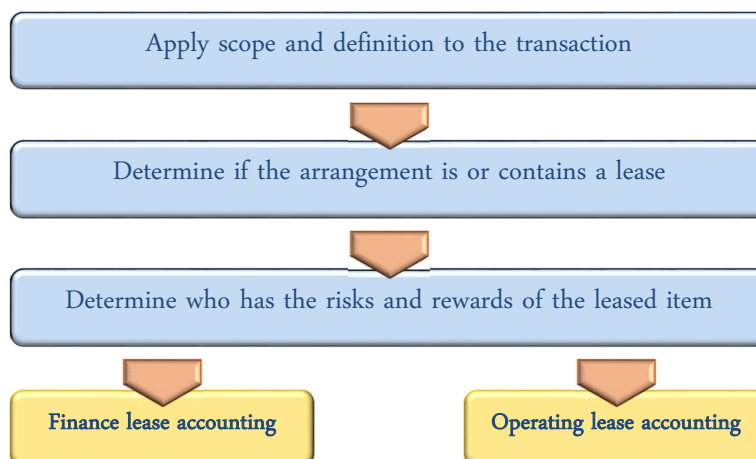 Apply scope and definition to the transaction
Determine if the arrangement is or contains a lease
Determine who has the risks and rewards of the leased item
Finance lease accounting
Operating lease accounting